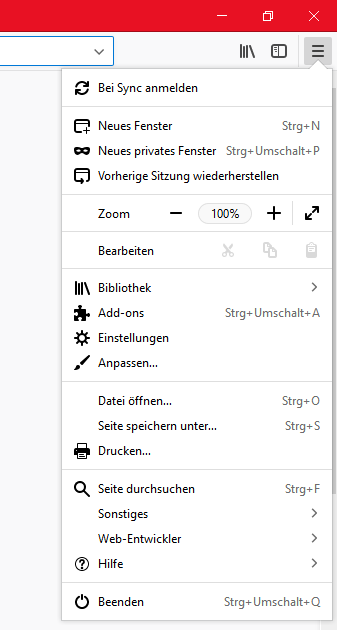 Bei Sync anmelden
Neues Fenster Strg+N
Neues privates Fenster Strg+Umschalt+P
Vorherige Sitzung wiederherstellen
Zoom 100%
Bearbeiten
Bibliothek
Add-ons Strg+Umschalt+A
Einstellungen
Anpassen...
Datei öffnen... Strg+O
Seite speichern unter... Strg+S
Drucken...
Seite durchsuchen Strg+F
Sonstiges
Web-Entwickler
Hilfe
Beenden Strg+Umschalt+Q